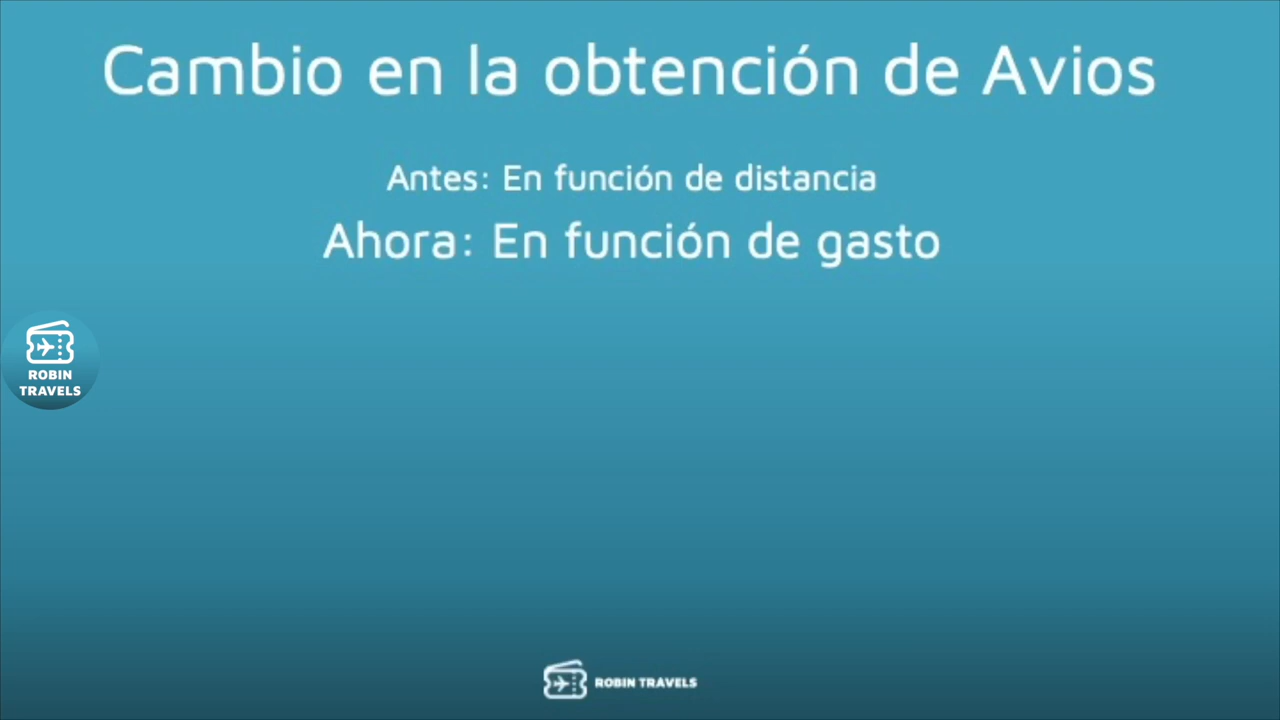 Cambio en la obtención de Avios
Antes: En función de distancia
Ahora: En función de gasto
ROBIN
TRAVELS
ROBIN TRAVELS